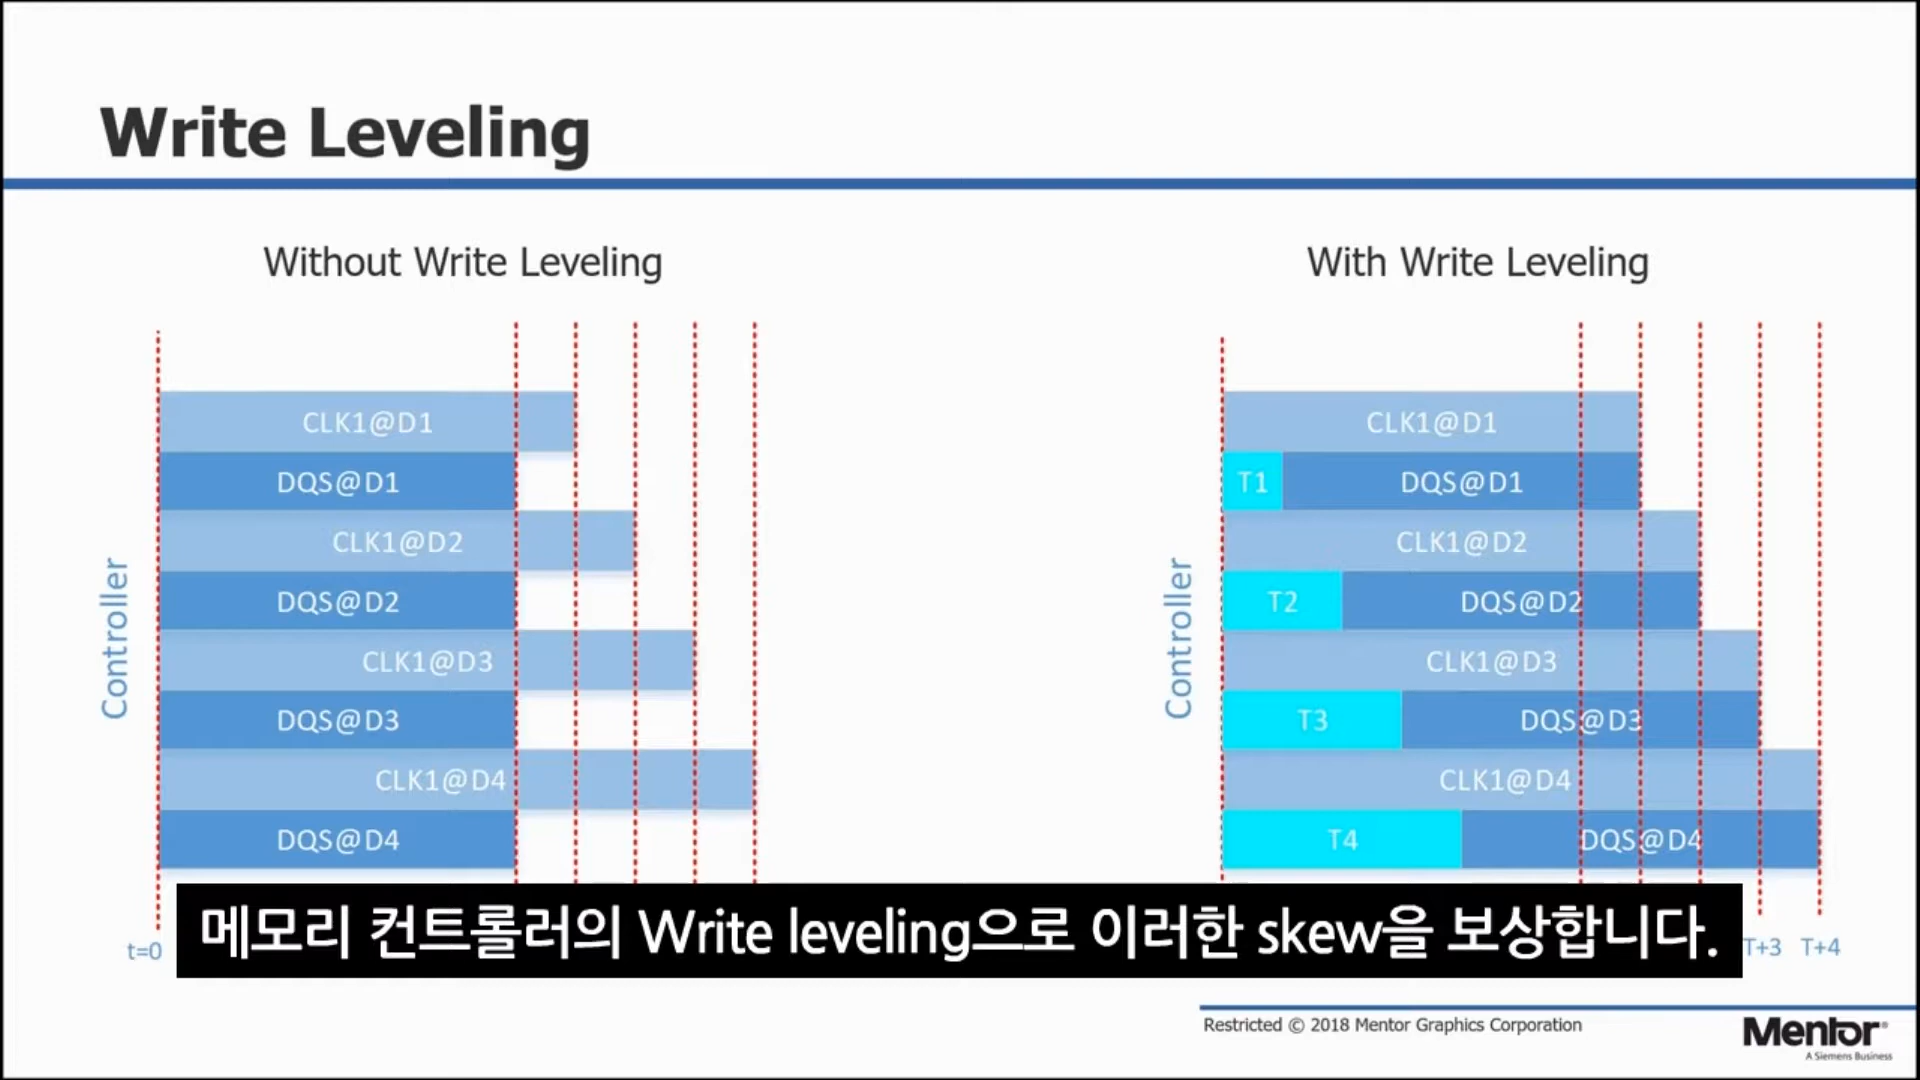 Write Leveling
Without Write Leveling
Controller
CLK1@D1
DQS@D1
CLK1@D2
DQS@D2
CLK1@D3
DQS@D3
CLK1@D4
DQS@D4
t=0
With Write Leveling
Controller
CLK1@D1
T1 DQS@D1
CLK1@D2
T2 DQS@D2
CLK1@D3
T3 DQS@D3
CLK1@D4
T4 DQS@D4
T+3 T+4
메모리 컨트롤러의 Write leveling으로 이러한 skew을 보상합니다.
Restricted © 2018 Mentor Graphics Corporation
Mentor®
A Siemens Business